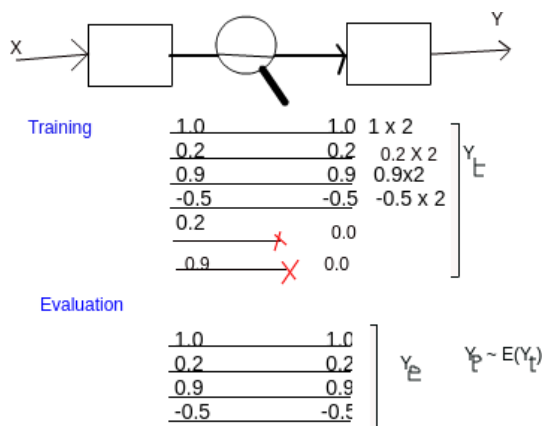 X Y
Training
1.0 1.0 1 x 2
0.2 0.2 0.2 X 2
0.9 0.9 0.9x2
-0.5 -0.5 -0.5 x 2
0.2 0.0
0.9 0.0
Y t
Evaluation
1.0 1.0
0.2 0.2
0.9 0.9
-0.5 -0.5
Y e Y e ~ E(Y t)